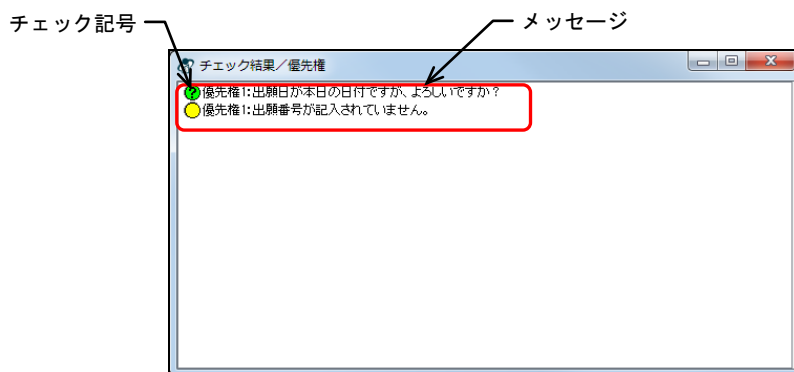 チェック記号
メッセージ
チェック結果／優先権
優先権1:出願日が本日の日付ですが、よろしいですか？
優先権1:出願番号が記入されていません。